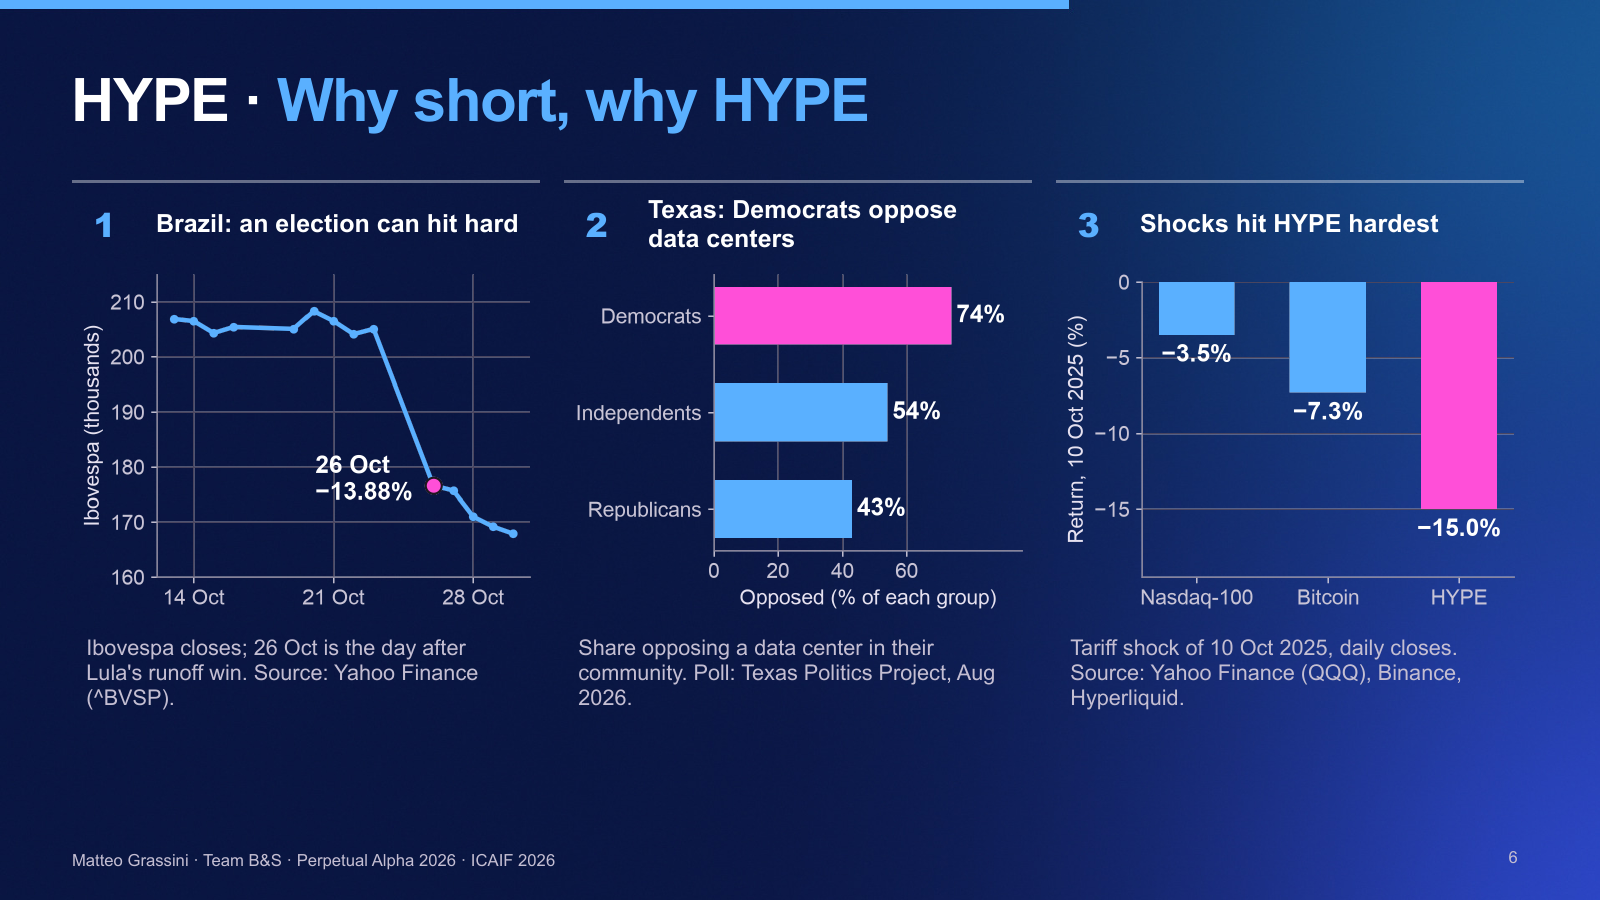 HYPE · Why short, why HYPE
1 Brazil: an election can hit hard
210
200
190
180
170
160
Ibovespa (thousands)
26 Oct
−13.88%
14 Oct 21 Oct 28 Oct
Ibovespa closes; 26 Oct is the day after
Lula's runoff win. Source: Yahoo Finance
(^BVSP).
2 Texas: Democrats oppose
data centers
Democrats 74%
Independents 54%
Republicans 43%
0 20 40 60
Opposed (% of each group)
Share opposing a data center in their
community. Poll: Texas Politics Project, Aug
2026.
3 Shocks hit HYPE hardest
0
−5
−10
−15
Return, 10 Oct 2025 (%)
−3.5%
−7.3%
−15.0%
Nasdaq-100 Bitcoin HYPE
Tariff shock of 10 Oct 2025, daily closes.
Source: Yahoo Finance (QQQ), Binance,
Hyperliquid.
Matteo Grassini · Team B&S · Perpetual Alpha 2026 · ICAIF 2026
6